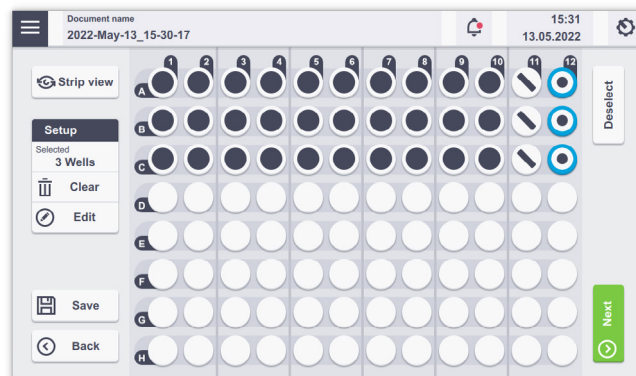 Document name
2022-May-13_15-30-17
15:31
13.05.2022
Strip view
Setup
Selected
3 Wells
Clear
Edit
Save
Back
1 2 3 4 5 6 7 8 9 10 11 12
A
B
C
D
E
F
G
H
Deselect
Next